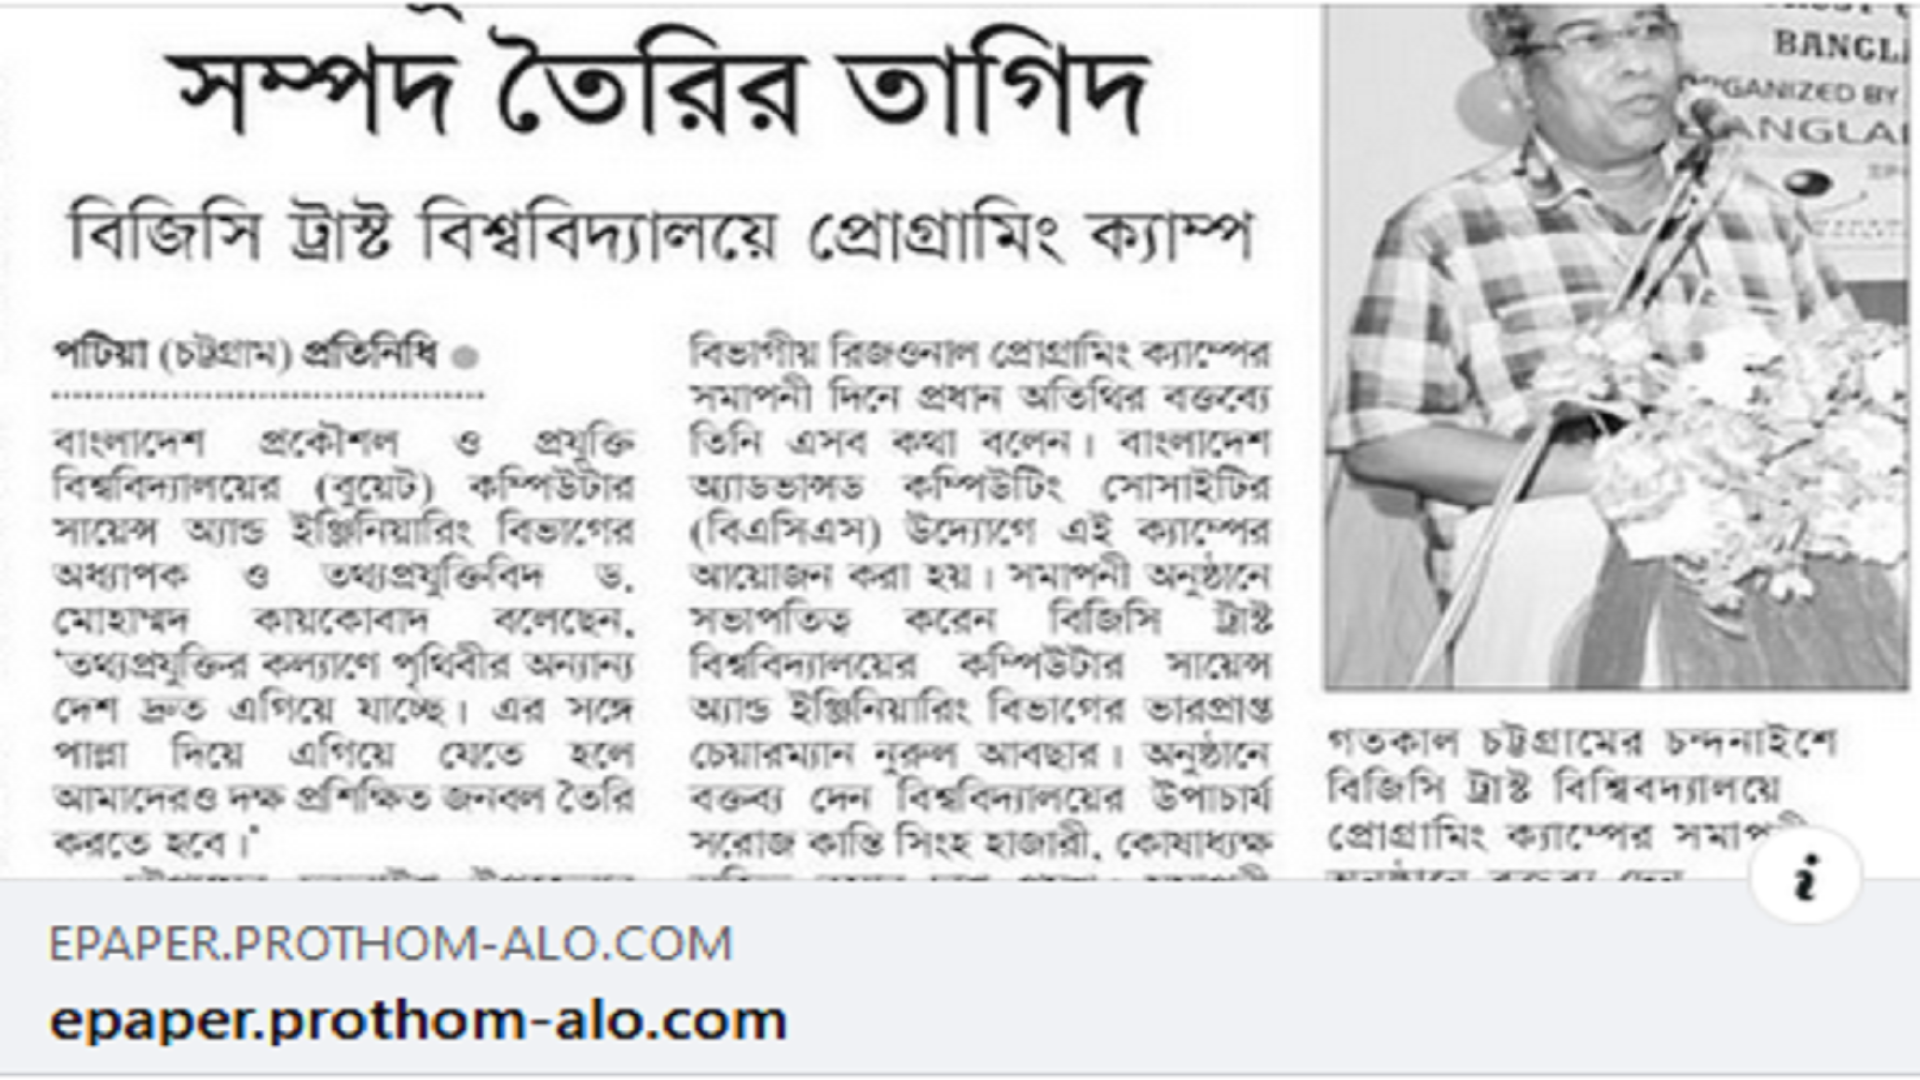 সম্পদ তৈরির তাগিদ
বিজিসি ট্রাস্ট বিশ্ববিদ্যালয়ে প্রোগ্রামিং ক্যাম্প
পটিয়া (চট্টগ্রাম) প্রতিনিধি
বাংলাদেশ প্রকৌশল ও প্রযুক্তি
বিশ্ববিদ্যালয়ের (বুয়েট) কম্পিউটার
সায়েন্স অ্যান্ড ইঞ্জিনিয়ারিং বিভাগের
অধ্যাপক ও তথ্যপ্রযুক্তিবিদ ড.
মোহাম্মদ কায়কোবাদ বলেছেন,
'তথ্যপ্রযুক্তির কল্যাণে পৃথিবীর অন্যান্য
দেশ দ্রুত এগিয়ে যাচ্ছে। এর সঙ্গে
পাল্লা দিয়ে এগিয়ে যেতে হলে
আমাদেরও দক্ষ প্রশিক্ষিত জনবল তৈরি
করতে হবে।'
বিভাগীয় রিজওনাল প্রোগ্রামিং ক্যাম্পের
সমাপনী দিনে প্রধান অতিথির বক্তব্যে
তিনি এসব কথা বলেন। বাংলাদেশ
অ্যাডভান্সড কম্পিউটিং সোসাইটির
(বিএসিএস) উদ্যোগে এই ক্যাম্পের
আয়োজন করা হয়। সমাপনী অনুষ্ঠানে
সভাপতিত্ব করেন বিজিসি ট্রাস্ট
বিশ্ববিদ্যালয়ের কম্পিউটার সায়েন্স
অ্যান্ড ইঞ্জিনিয়ারিং বিভাগের ভারপ্রাপ্ত
চেয়ারম্যান নুরুল আবছার। অনুষ্ঠানে
বক্তব্য দেন বিশ্ববিদ্যালয়ের উপাচার্য
সরোজ কান্তি সিংহ হাজারী, কোষাধ্যক্ষ
BANGL
ORGANIZED BY
BANGLA
গতকাল চট্টগ্রামের চন্দনাইশে
বিজিসি ট্রাস্ট বিশ্বিবদ্যালয়ে
প্রোগ্রামিং ক্যাম্পের
EPAPER.PROTHOM-ALO.COM
epaper.prothom-alo.com